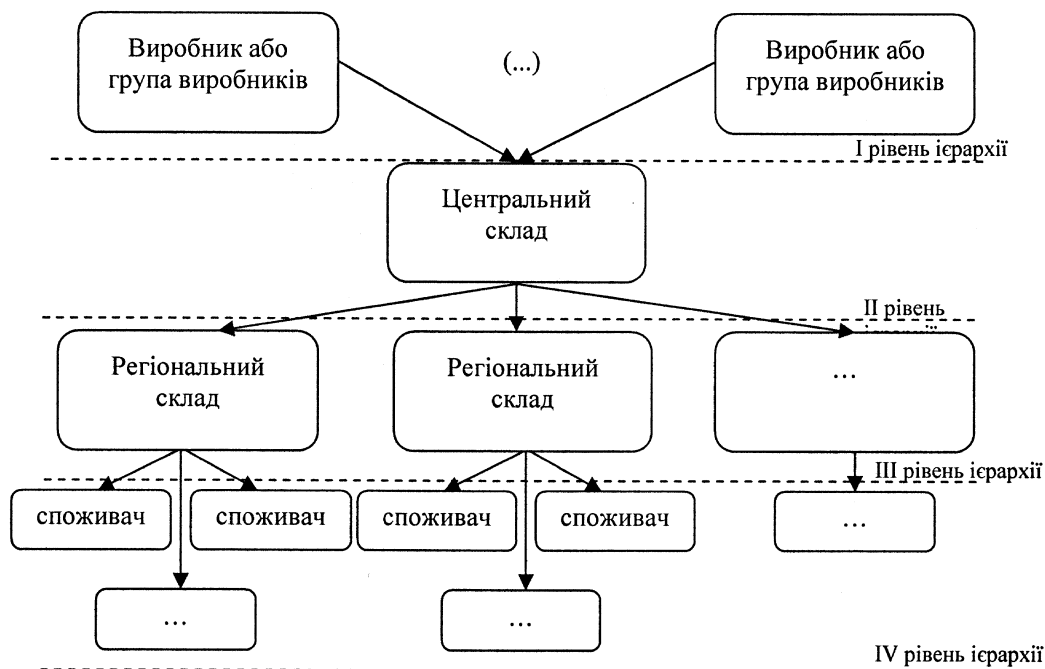 Виробник або
група виробників
(...)
Виробник або
група виробників
I рівень ієрархії
Центральний
склад
II рівень
Регіональний
склад
Регіональний
склад
...
III рівень ієрархії
споживач
споживач
споживач
споживач
...
...
...
IV рівень ієрархії